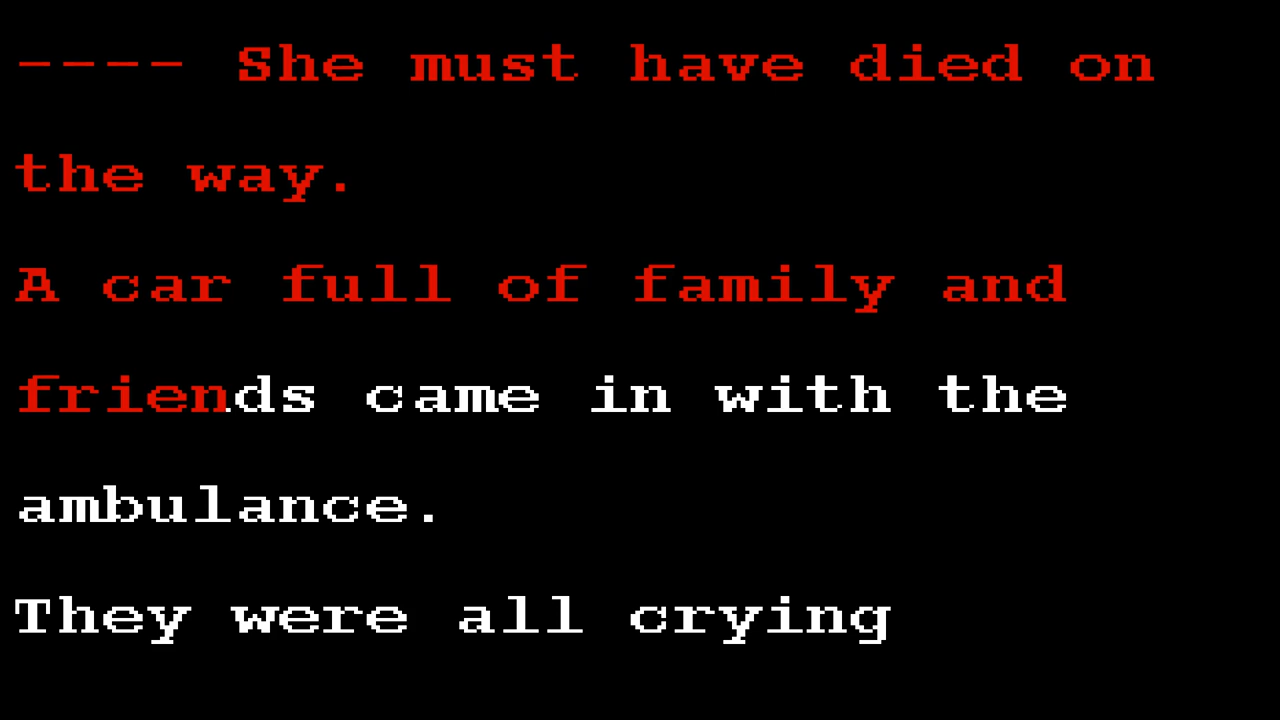 ---- She must have died on
the way.
A car full of family and
friends came in with the
ambulance.
They were all crying